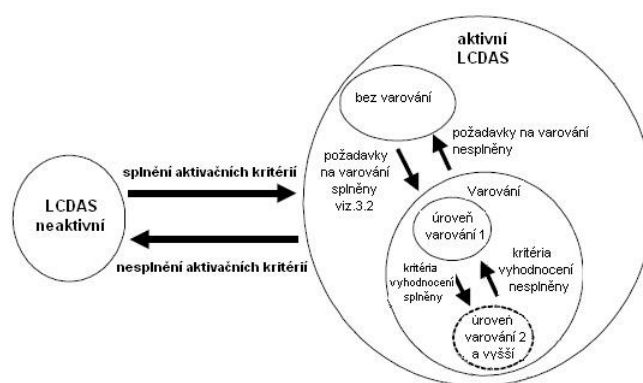 aktivní
LCDAS
bez varování
požadavky na varování
nesplněny
požadavky
na varování
splněny
viz.3.2
splnění aktivačních kritérií
LCDAS
neaktivní
nesplnění aktivačních kritérií
Varování
úroveň
varování 1
kritéria
vyhodnocení
splněny
kritéria
vyhodnocení
nesplněny
úroveň
varování 2
a vyšší